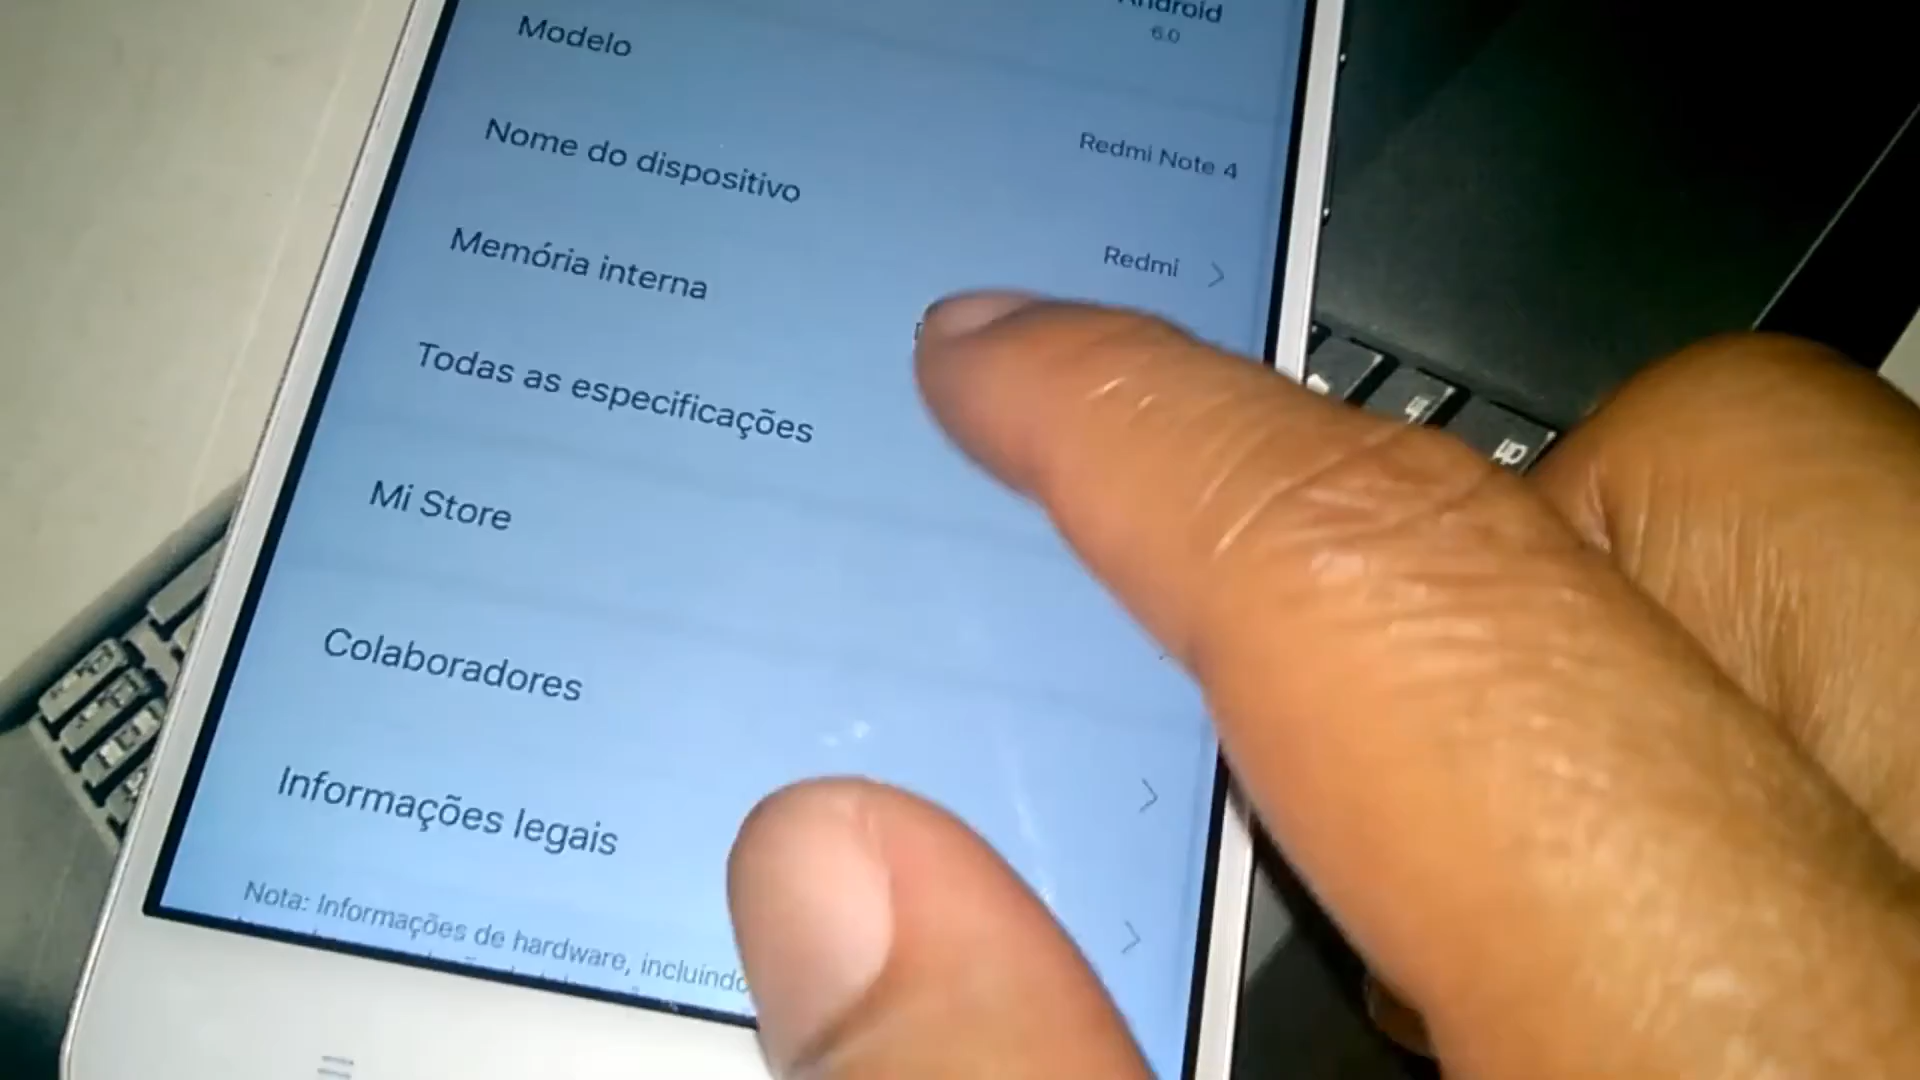 Android
6.0
Modelo
Redmi Note 4
Nome do dispositivo
Redmi
Memória interna
Todas as especificações
Mi Store
Colaboradores
Informações legais
Nota: Informações de hardware, incluindo
up